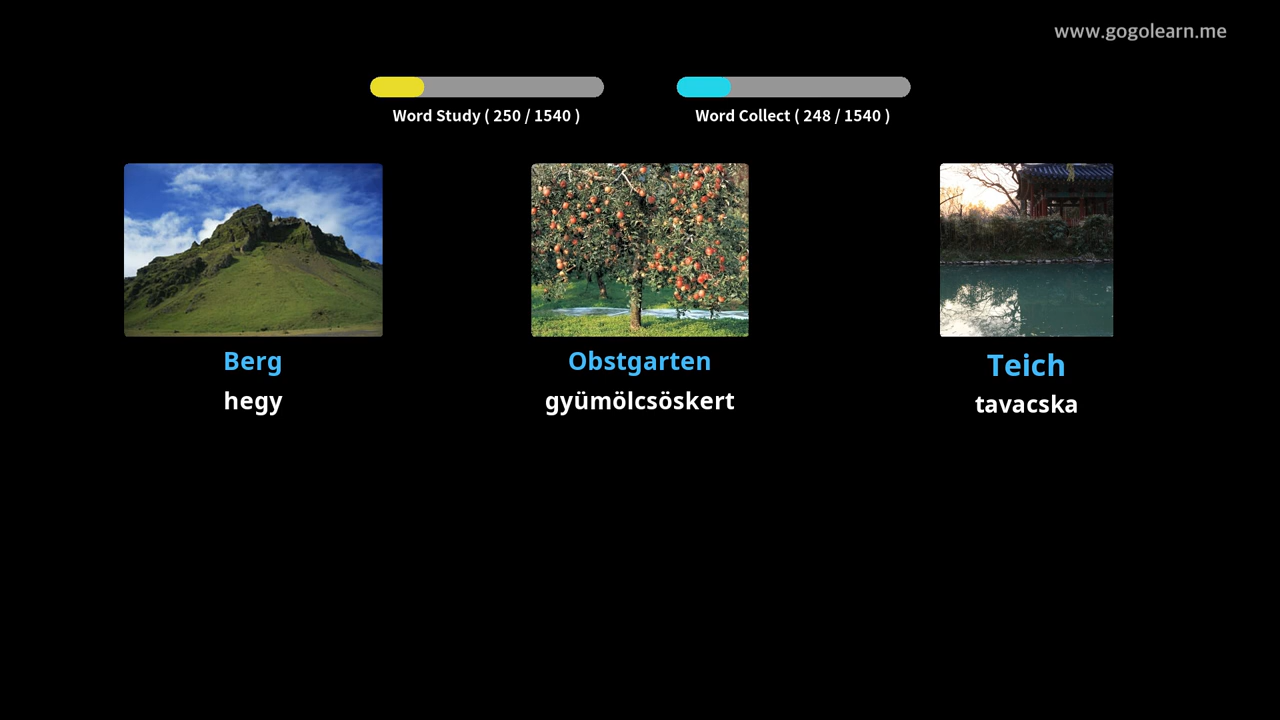 www.gogolearn.me
Word Study ( 250 / 1540 )
Word Collect ( 248 / 1540 )
Berg
hegy
Obstgarten
gyümölcsöskert
Teich
tavacska